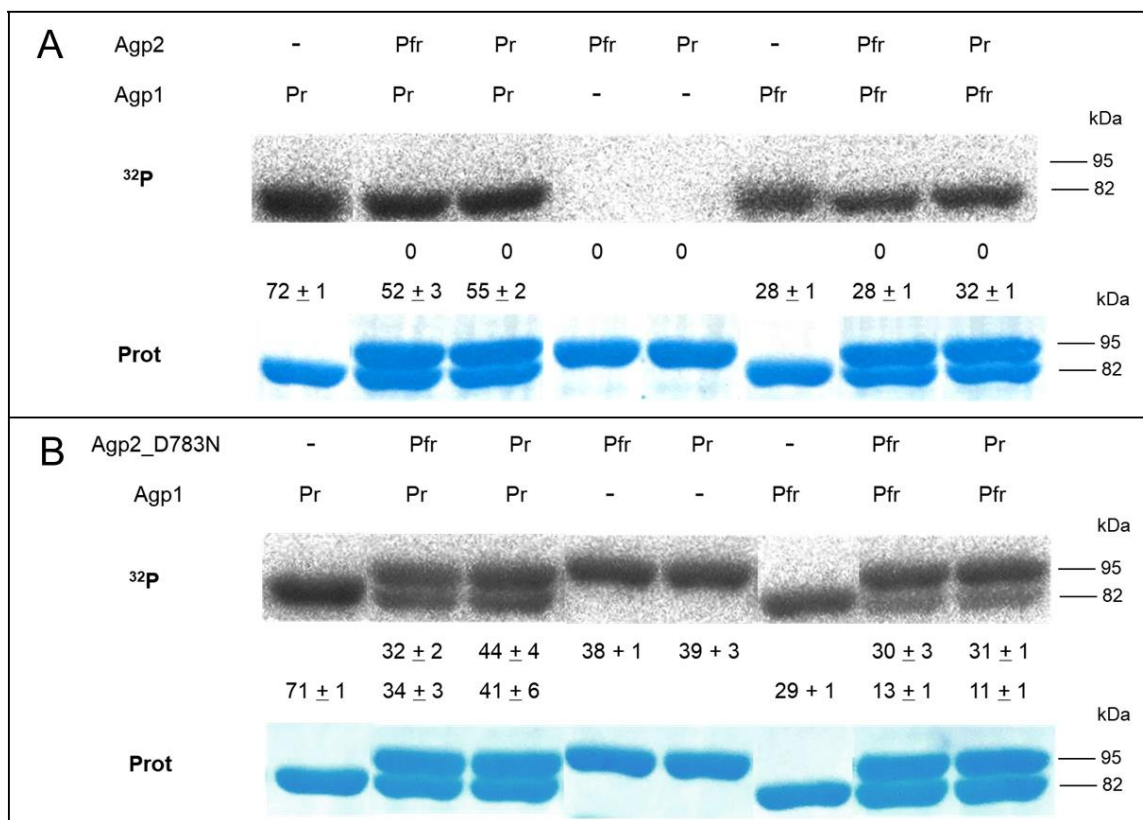 A
Agp2 - Pfr Pr Pfr Pr - Pfr Pr
Agp1 Pr Pr Pr - - Pfr Pfr Pfr
kDa
95
³²P
82
0 0 0 0 0 0
72 ± 1 52 ± 3 55 ± 2 28 ± 1 28 ± 1 32 ± 1 kDa
Prot 95
82
B
Agp2_D783N - Pfr Pr Pfr Pr - Pfr Pr
Agp1 Pr Pr Pr - - Pfr Pfr Pfr
kDa
³²P 95
82
32 ± 2 44 ± 4 38 + 1 39 + 3 30 ± 3 31 ± 1
71 ± 1 34 ± 3 41 ± 6 29 + 1 13 ± 1 11 ± 1
kDa
Prot 95
82